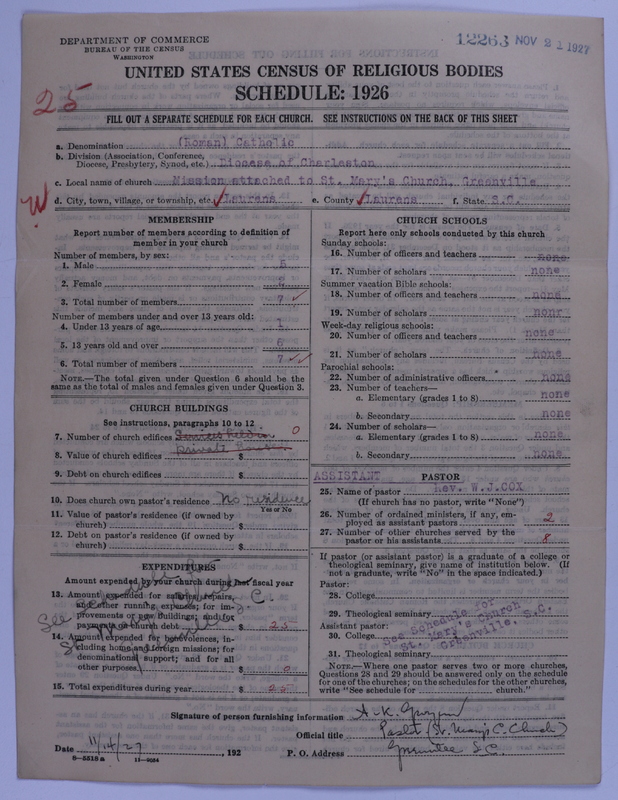 DEPARTMENT OF COMMERCE
BUREAU OF THE CENSUS
WASHINGTON
12263 NOV 21 1927
UNITED STATES CENSUS OF RELIGIOUS BODIES
SCHEDULE: 1926
25
FILL OUT A SEPARATE SCHEDULE FOR EACH CHURCH. SEE INSTRUCTIONS ON THE BACK OF THIS SHEET
a. Denomination (Roman) Catholic
b. Division (Association, Conference,
Diocese, Presbytery, Synod, etc.) Diocese of Charleston
c. Local name of church Mission attached to St. Mary's Church, Greenville
d. City, town, village, or township, etc. Laurens e. County Laurens f. State S.C.
MEMBERSHIP
Report number of members according to definition of
member in your church
Number of members, by sex:
1. Male
2. Female
3. Total number of members 7
Number of members under and over 13 years old:
4. Under 13 years of age 1
5. 13 years old and over 6
6. Total number of members 7
NOTE.—The total given under Question 6 should be the
same as the total of males and females given under Question 3.
CHURCH BUILDINGS
See instructions, paragraphs 10 to 12
7. Number of church edifices Services held in 0
8. Value of church edifices private $
9. Debt on church edifices $
10. Does church own pastor's residence No residence
Yes or No
11. Value of pastor's residence (if owned by
church) $
12. Debt on pastor's residence (if owned by
church) $
EXPENDITURES
Amount expended by your church during last fiscal year
13. Amount expended for salaries, repairs,
and other running expenses; for im-
provements or new buildings; and for
payments on church debt $ 25
14. Amount expended for benevolences, in-
cluding home and foreign missions; for
denominational support; and for all
other purposes $ 0
15. Total expenditures during year $ 25
See Schedule for
St. Mary's Church
Greenville S. C.
CHURCH SCHOOLS
Report here only schools conducted by this church
Sunday schools:
16. Number of officers and teachers none
17. Number of scholars none
Summer vacation Bible schools:
18. Number of officers and teachers none
19. Number of scholars none
Week-day religious schools:
20. Number of officers and teachers none
21. Number of scholars none
Parochial schools:
22. Number of administrative officers none
23. Number of teachers—
a. Elementary (grades 1 to 8) none
b. Secondary none
24. Number of scholars—
a. Elementary (grades 1 to 8) none
b. Secondary none
ASSISTANT PASTOR
25. Name of pastor Rev. W.J.COX
(If church has no pastor, write "None")
26. Number of ordained ministers, if any, em-
ployed as assistant pastors 2
27. Number of other churches served by the
pastor or his assistants 8
If pastor (or assistant pastor) is a graduate of a college or
theological seminary, give name of institution below. (If
not a graduate, write "No" in the space indicated.)
Pastor:
28. College
29. Theological seminary
Assistant pastor:
30. College
31. Theological seminary
See Schedule for
St. Mary's Church
Greenville, S.C.
NOTE.—Where one pastor serves two or more churches,
Questions 28 and 29 should be answered only on the schedule
for one of the churches; on the schedules for the other churches,
write "See schedule for church."
Signature of person furnishing information A. K. Gwynn
Official title Pastor (St. Mary's C. Church)
Date 11/14/27, 192 P. O. Address Greenville S.C.
8—5518a 11—9054